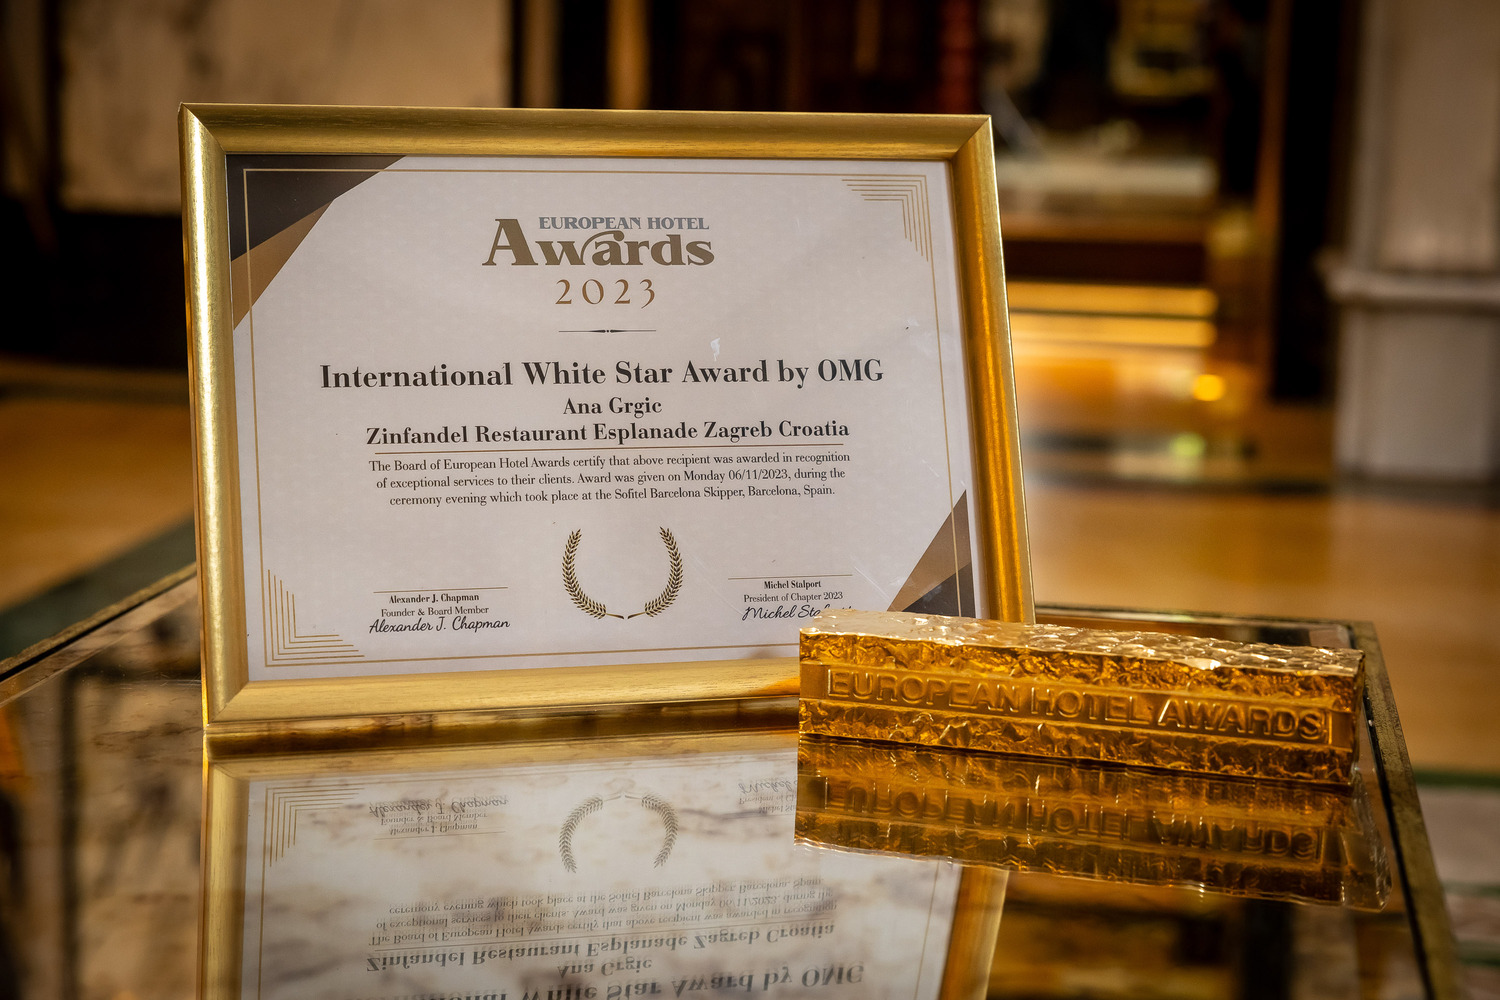 EUROPEAN HOTEL
Awards
2023
International White Star Award by OMG
Ana Grgic
Zinfandel Restaurant Esplanade Zagreb Croatia
The Board of European Hotel Awards certify that above recipient was awarded in recognition
of exceptional services to their clients. Award was given on Monday 06/11/2023, during the
ceremony evening which took place at the Sofitel Barcelona Skipper, Barcelona, Spain.
Alexander J. Chapman
Founder & Board Member
Alexander J. Chapman
Michel Stalport
President of Chapter 2023
Michel
EUROPEAN HOTEL AWARDS